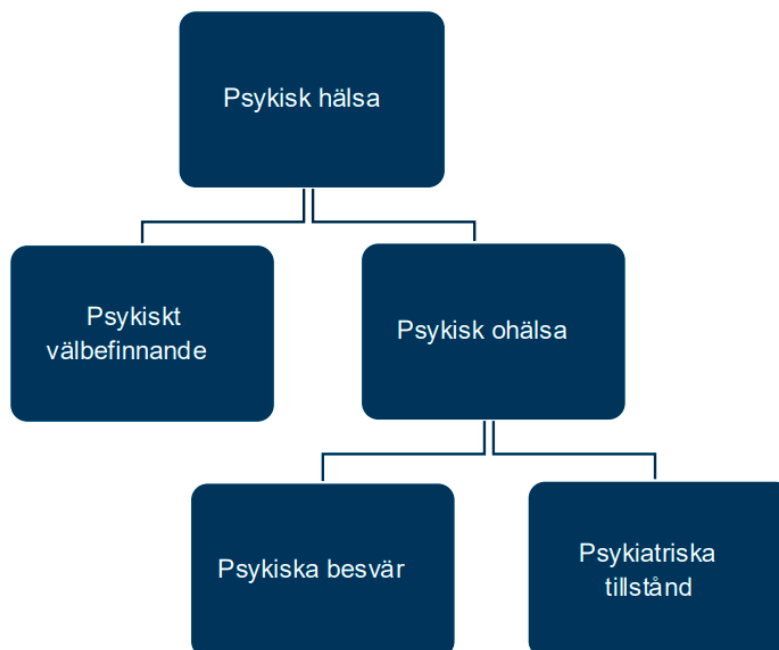 Psykisk hälsa
Psykiskt
välbefinnande
Psykisk ohälsa
Psykiska besvär
Psykiatriska
tillstånd